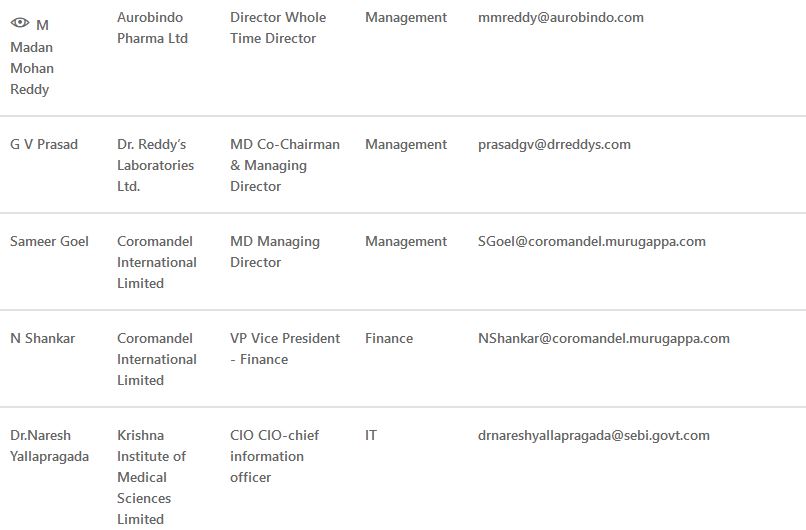 M Madan Mohan Reddy Aurobindo Pharma Ltd Director Whole Time Director Management mmreddy@aurobindo.com
G V Prasad Dr. Reddy’s Laboratories Ltd. MD Co-Chairman & Managing Director Management prasadgv@drreddys.com
Sameer Goel Coromandel International Limited MD Managing Director Management SGoel@coromandel.murugappa.com
N Shankar Coromandel International Limited VP Vice President - Finance Finance NShankar@coromandel.murugappa.com
Dr.Naresh Yallapragada Krishna Institute of Medical Sciences Limited CIO CIO-chief information officer IT drnareshyallapragada@sebi.govt.com